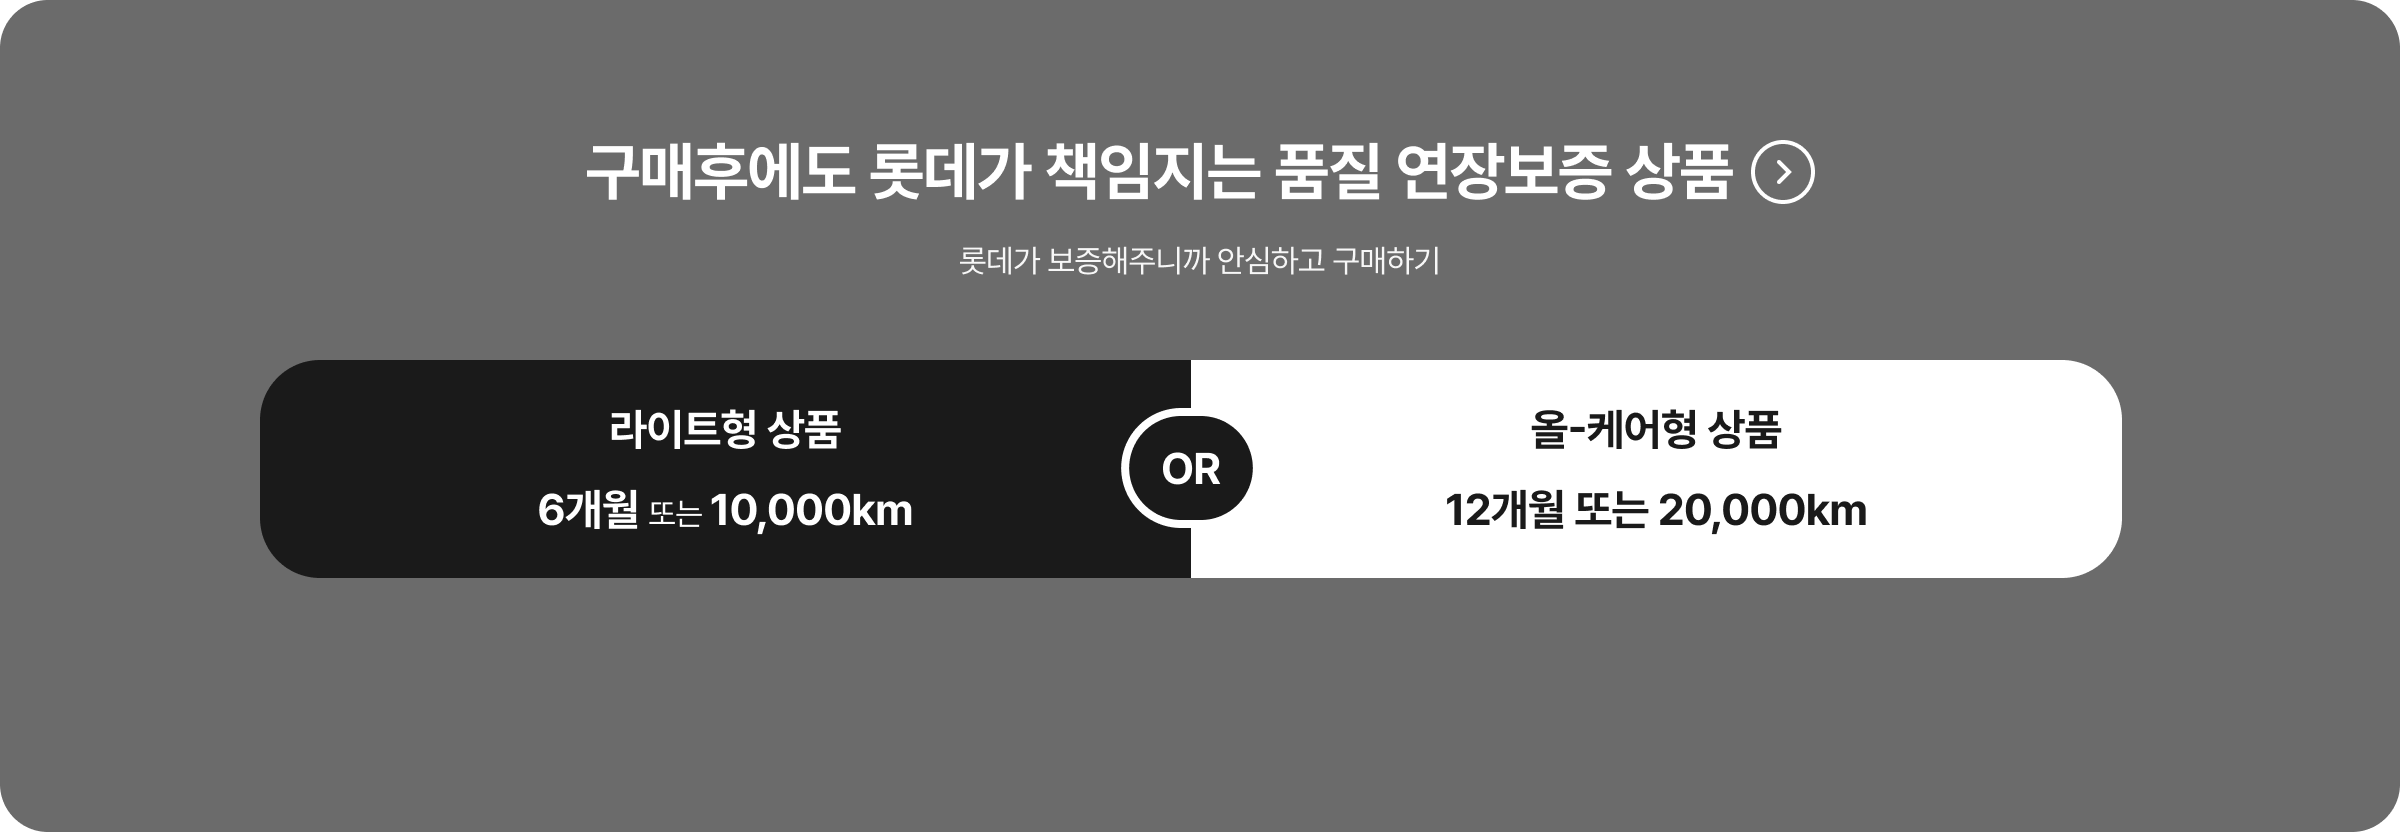 구매후에도 롯데가 책임지는 품질 연장보증 상품
롯데가 보증해주니까 안심하고 구매하기
라이트형 상품
6개월 또는 10,000km
OR
올-케어형 상품
12개월 또는 20,000km